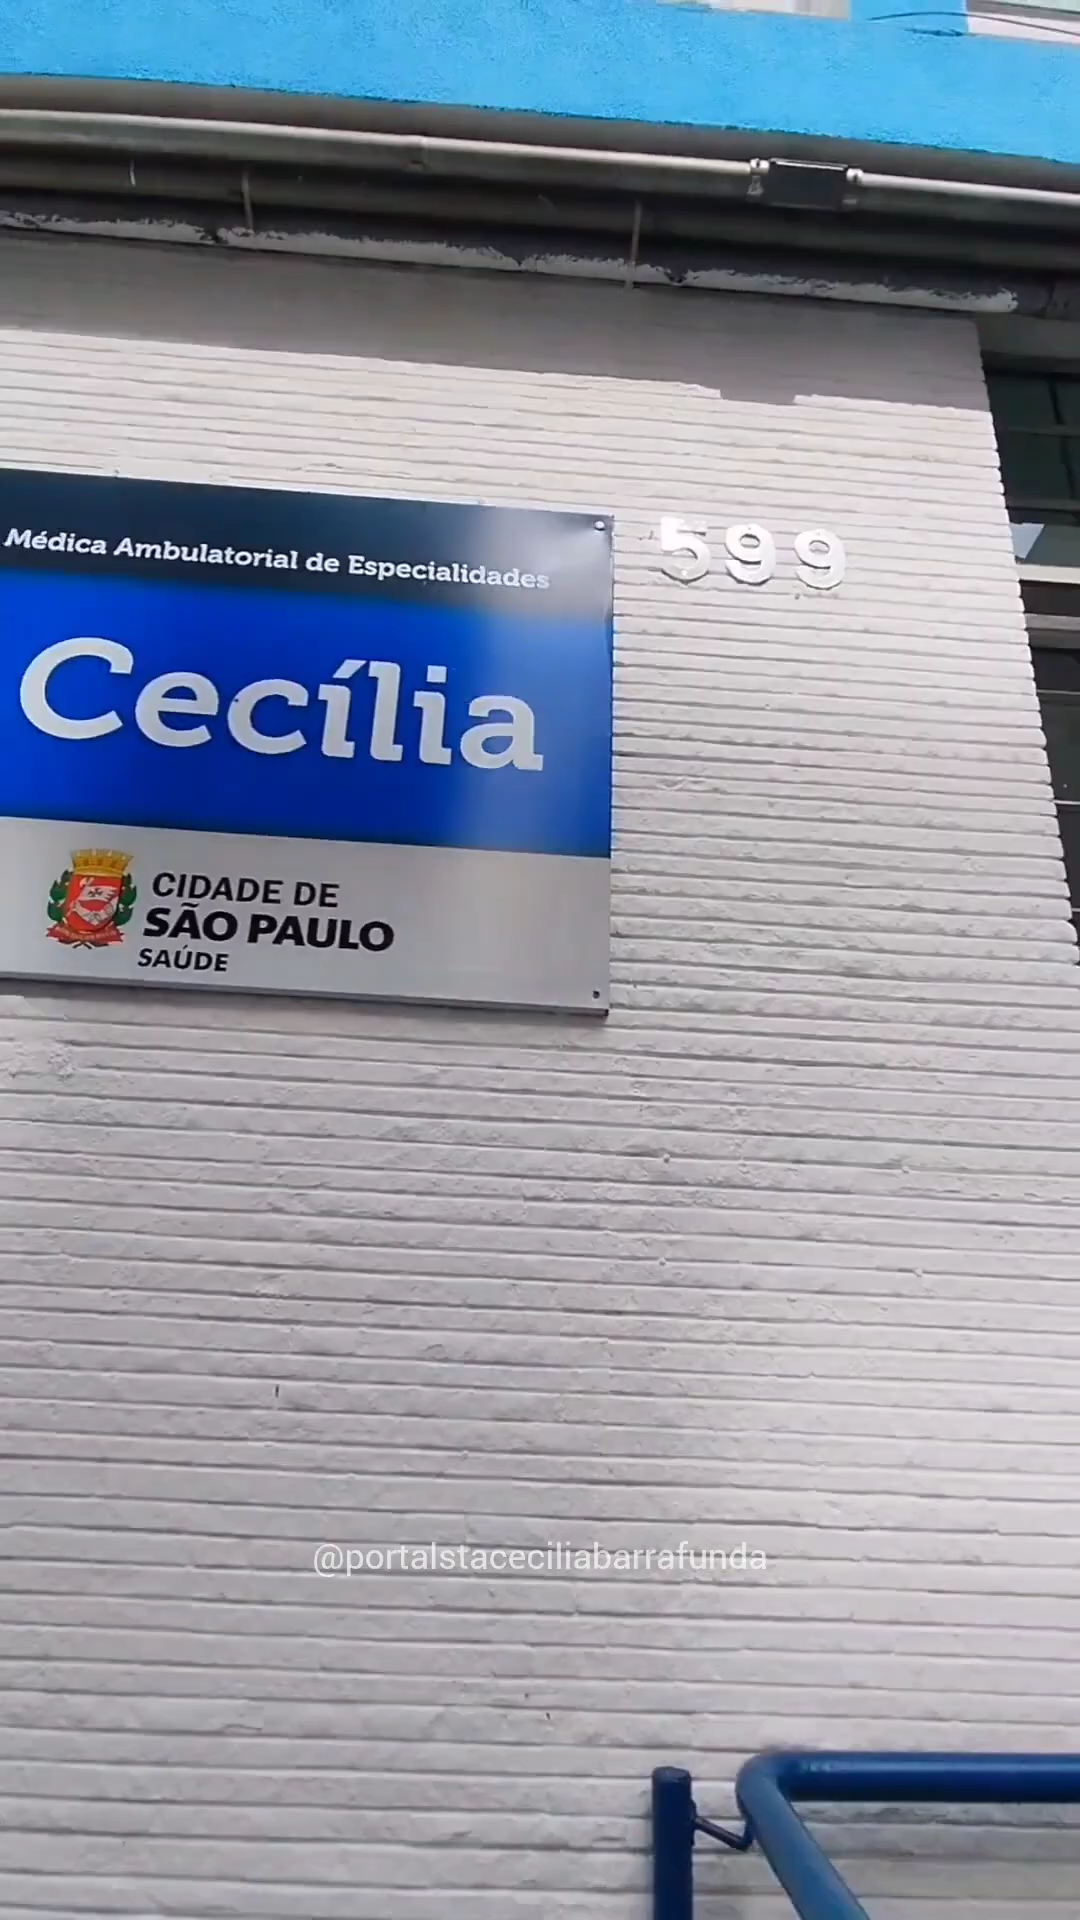 Médica Ambulatorial de Especialidades
599
Cecília
CIDADE DE
SÃO PAULO
SAÚDE
@portalstaceciliabarrafunda